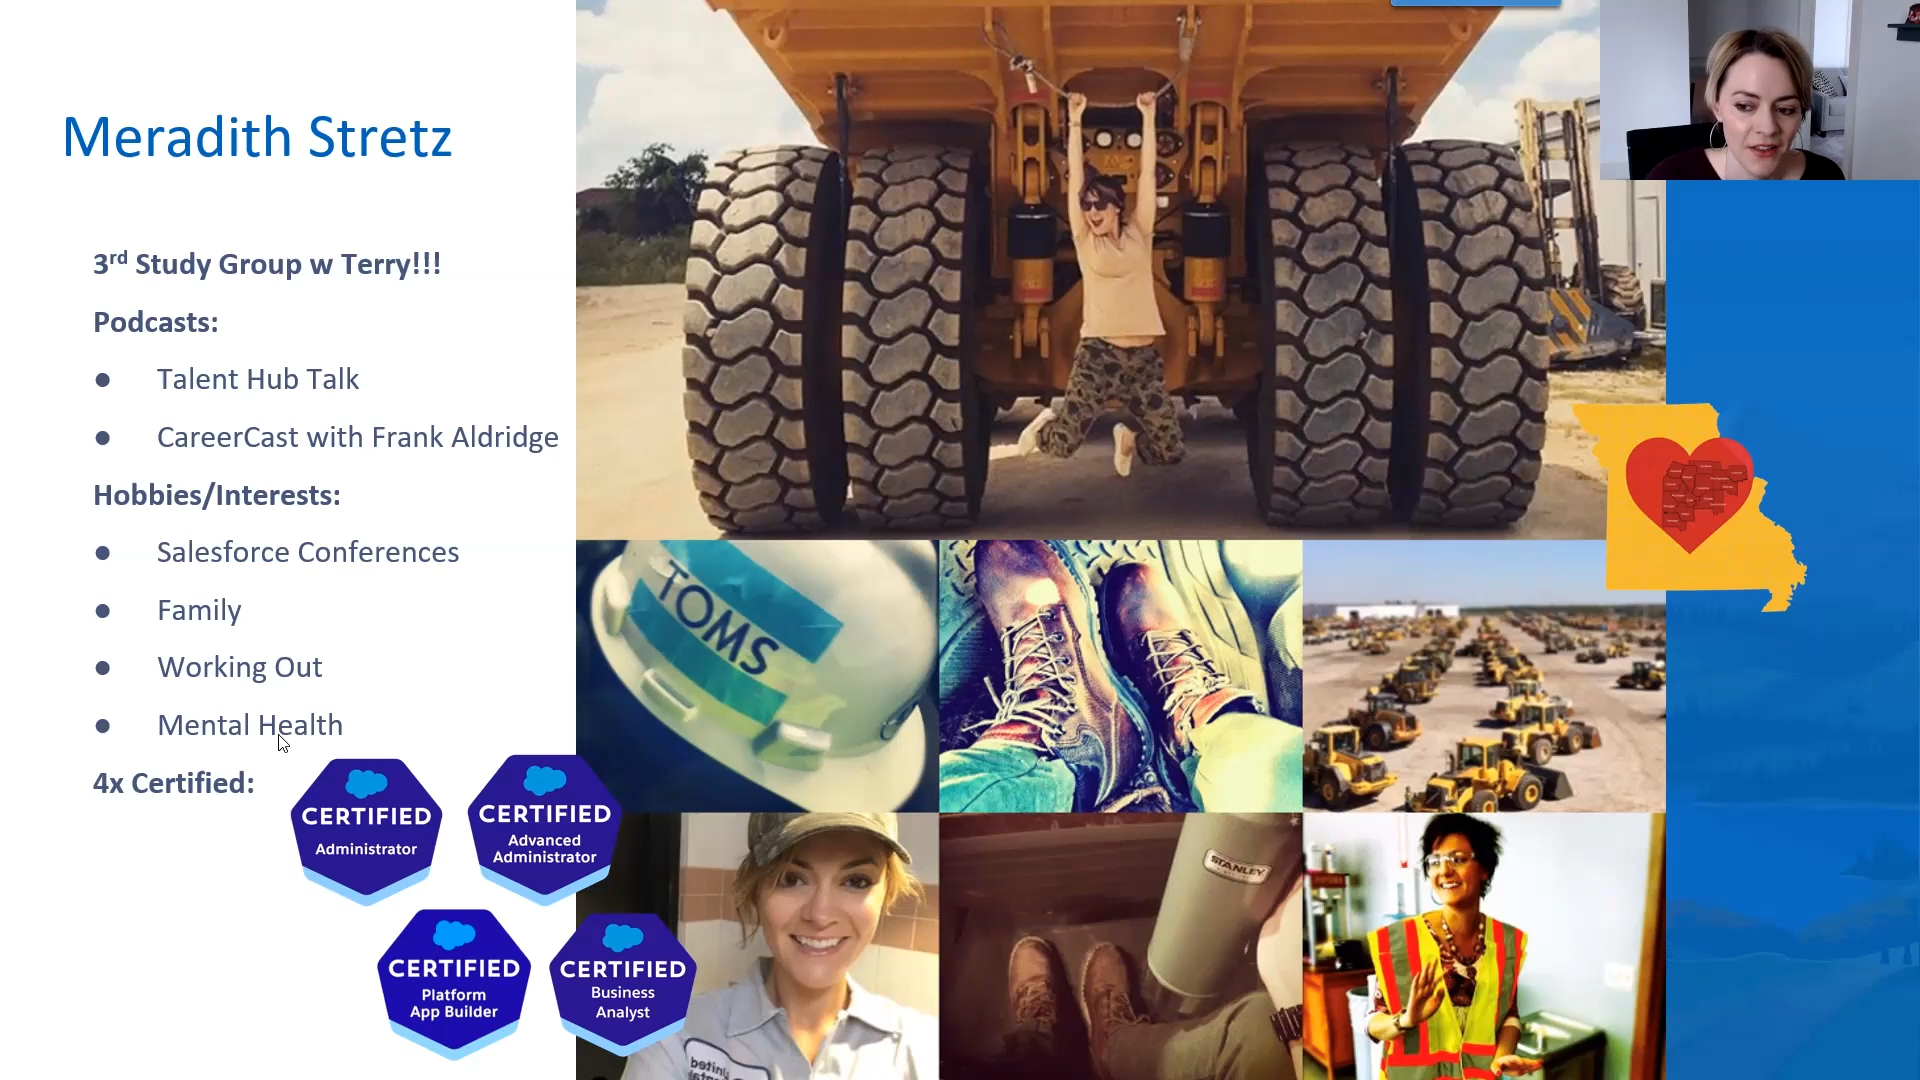 Meradith Stretz
3rd Study Group w Terry!!!
Podcasts:
● Talent Hub Talk
● CareerCast with Frank Aldridge
Hobbies/Interests:
● Salesforce Conferences
● Family
● Working Out
● Mental Health
4x Certified:
CERTIFIED
Administrator
CERTIFIED
Advanced
Administrator
CERTIFIED
Platform
App Builder
CERTIFIED
Business
Analyst
TOMS
STANLEY
United